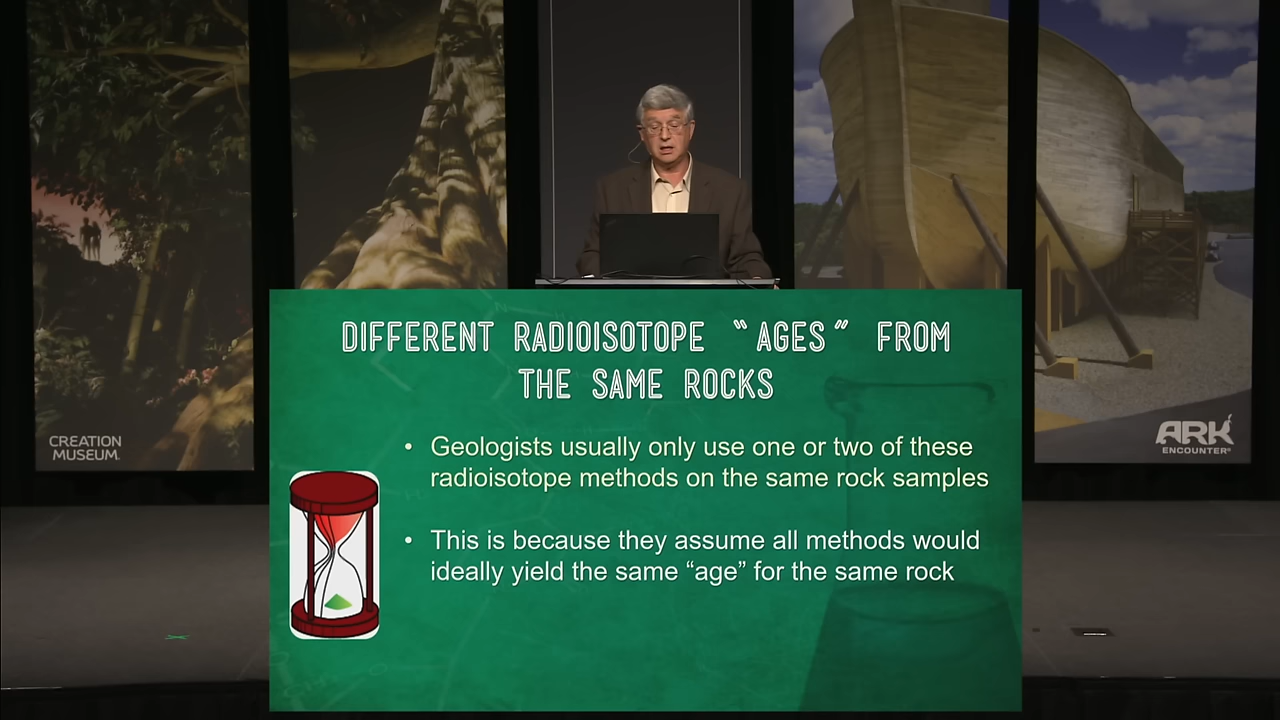 DIFFERENT RADIOISOTOPE "AGES" FROM
THE SAME ROCKS
• Geologists usually only use one or two of these
radioisotope methods on the same rock samples
• This is because they assume all methods would
ideally yield the same “age” for the same rock
CREATION
MUSEUM
ARK
ENCOUNTER